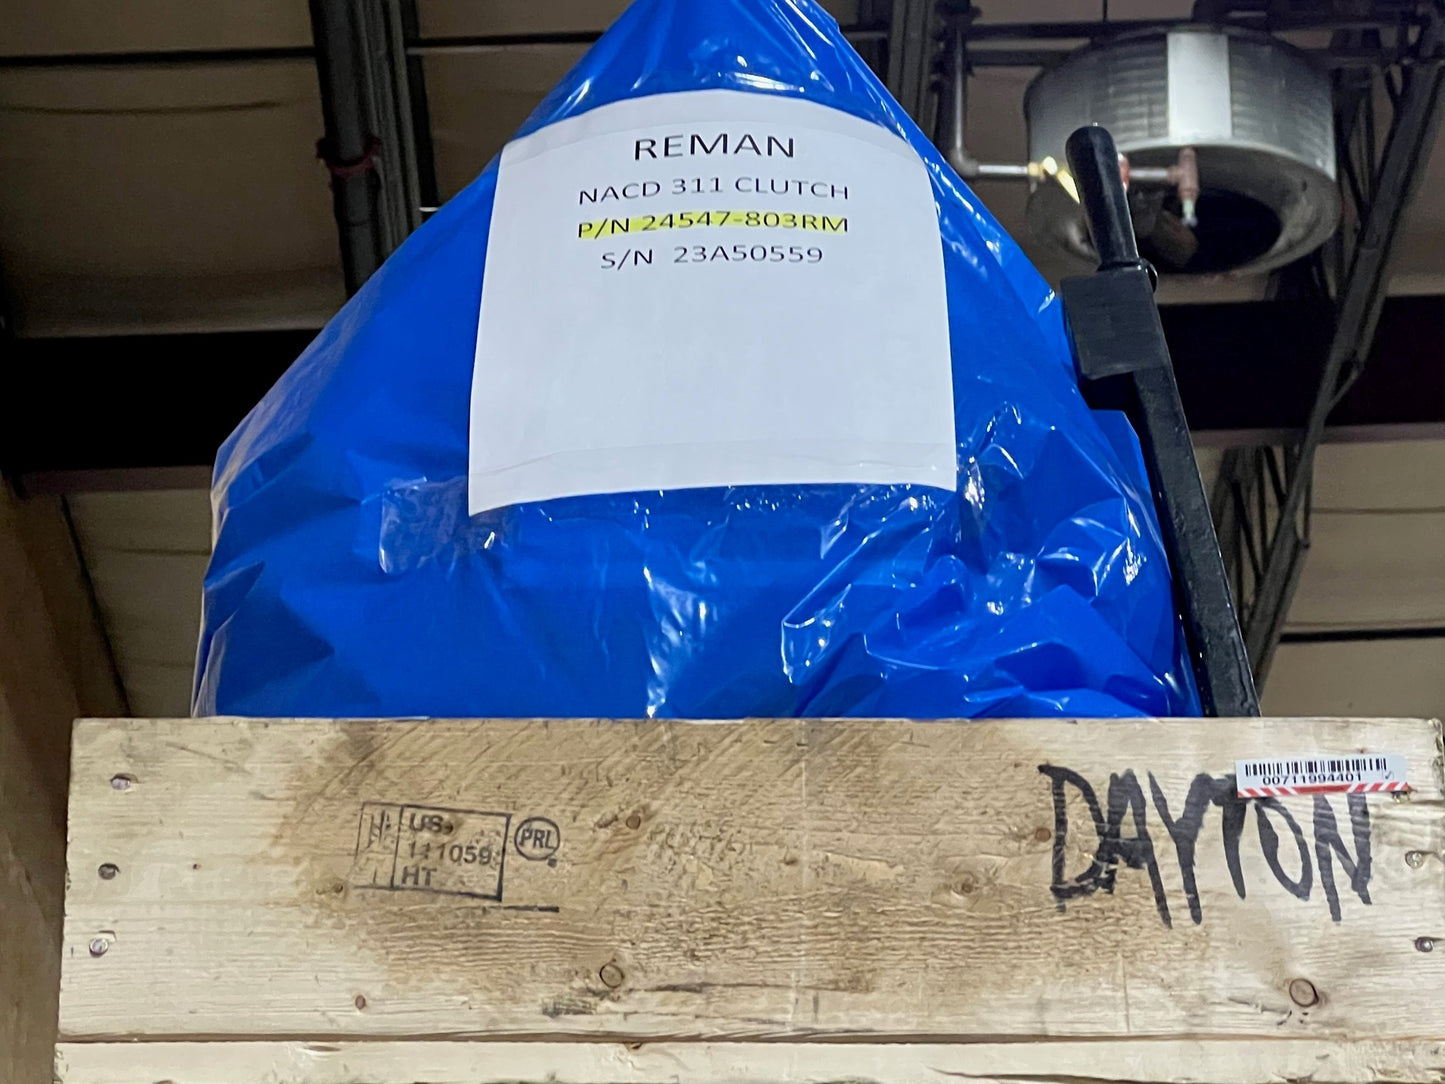 REMAN
NACD 311 CLUTCH
P/N 24547-803RM
S/N 23A50559
00711994401
DAYTON
US-
111059
HT
PRL